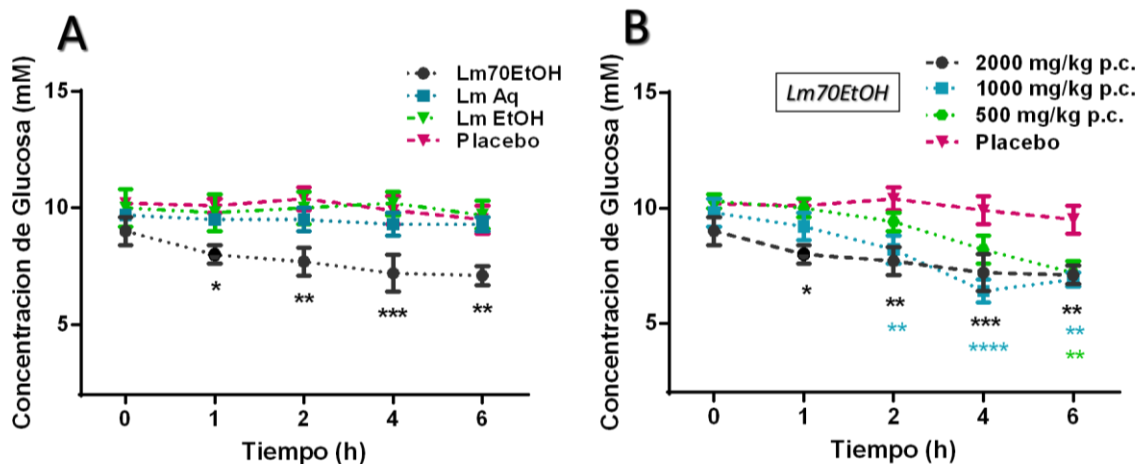 A
Concentracion de Glucosa (mM)
15
10
5
Lm70EtOH
Lm Aq
Lm EtOH
Placebo
*
**
***
**
0 1 2 4 6
Tiempo (h)
B
Concentracion de Glucosa (mM)
15
10
5
Lm70EtOH
2000 mg/kg p.c.
1000 mg/kg p.c.
500 mg/kg p.c.
Placebo
*
** *** **
** **** **
**
0 1 2 4 6
Tiempo (h)